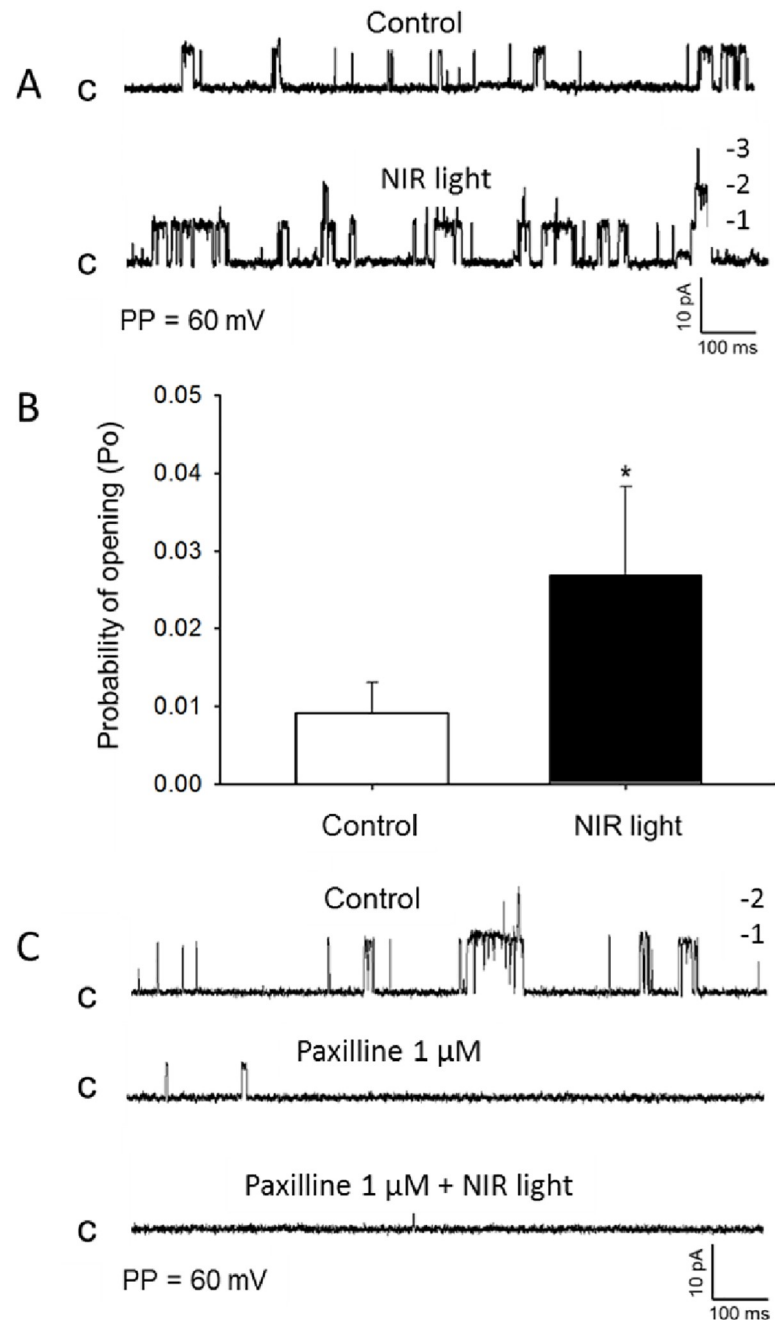 Control
A
C
-3
-2
NIR light
-1
C
10 pA
PP = 60 mV
100 ms
B
0.05
Probability of opening (Po)
0.04
*
0.03
0.02
0.01
0.00
Control NIR light
Control
-2
C
-1
C
Paxilline 1 μM
C
Paxilline 1 μM + NIR light
C
10 pA
PP = 60 mV
100 ms